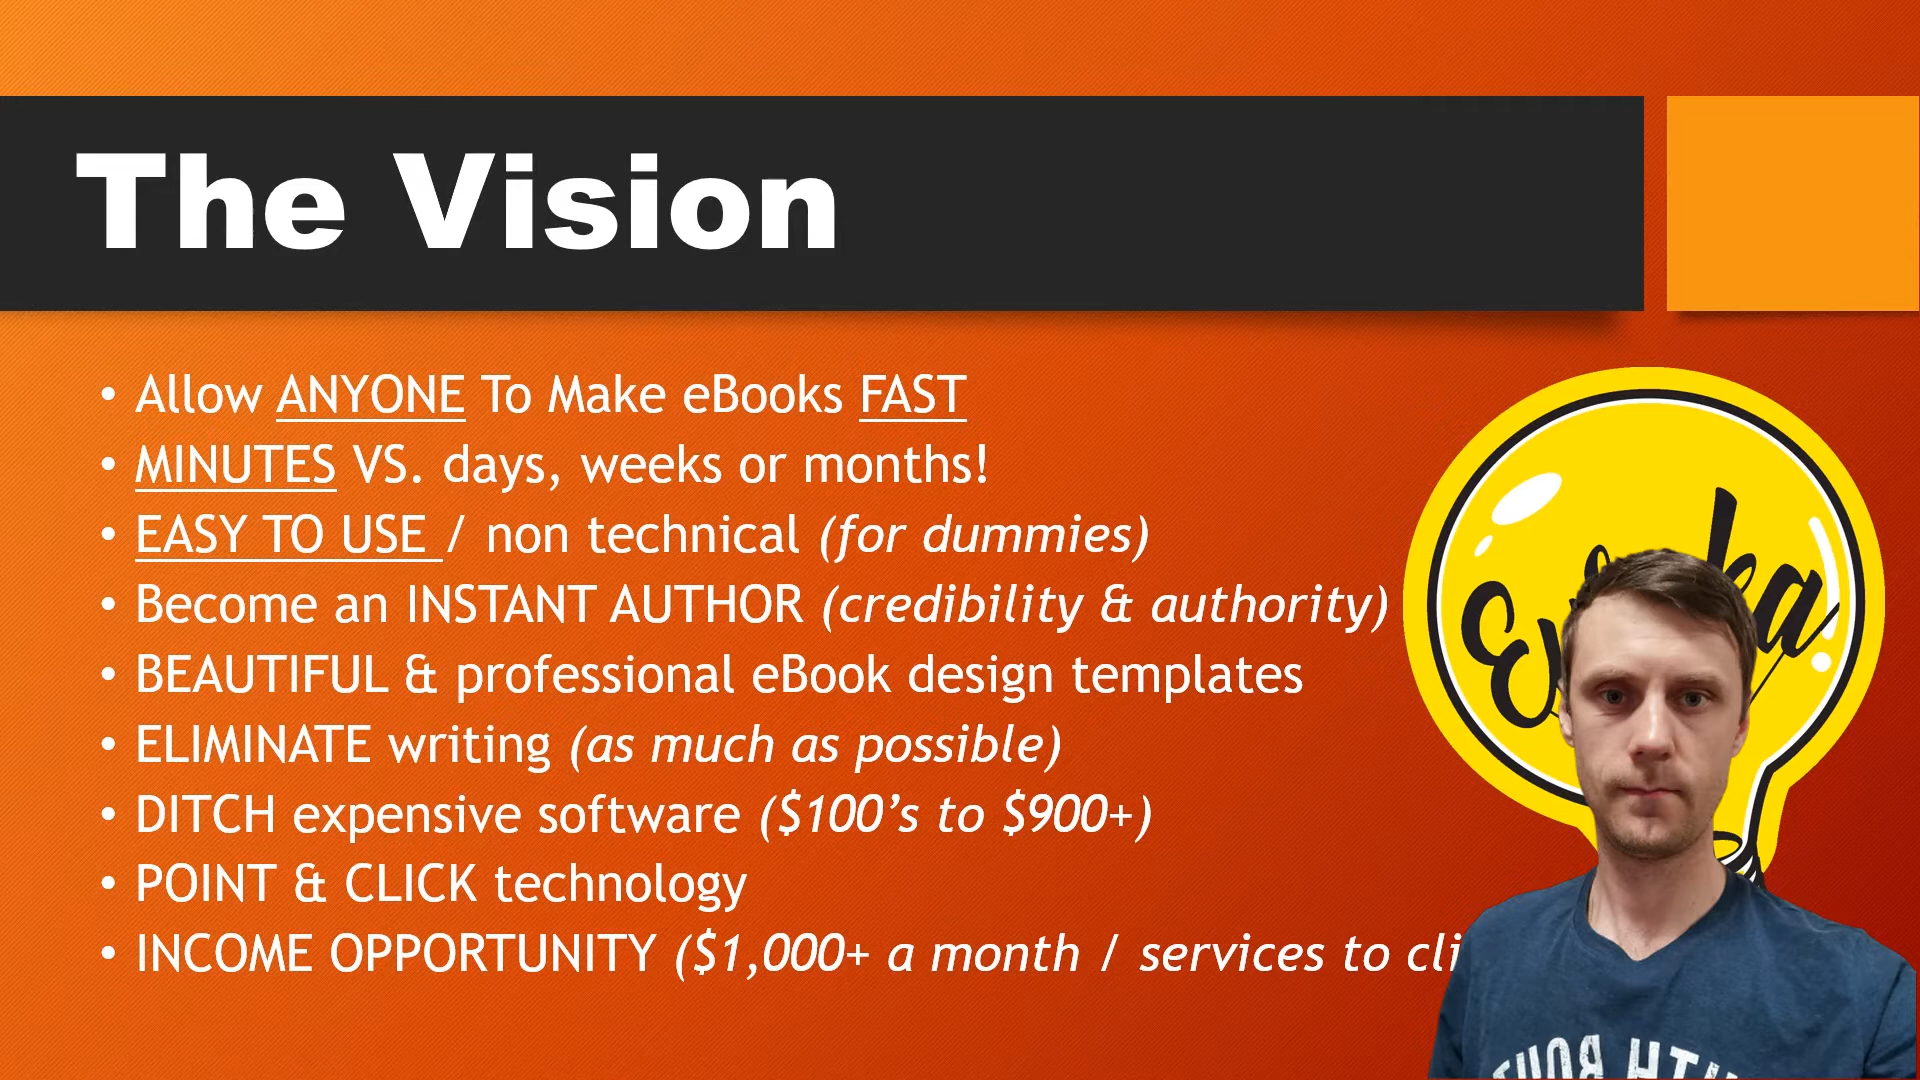 The Vision
• Allow ANYONE To Make eBooks FAST
• MINUTES VS. days, weeks or months!
• EASY TO USE / non technical (for dummies)
• Become an INSTANT AUTHOR (credibility & authority)
• BEAUTIFUL & professional eBook design templates
• ELIMINATE writing (as much as possible)
• DITCH expensive software ($100’s to $900+)
• POINT & CLICK technology
• INCOME OPPORTUNITY ($1,000+ a month / services to cli